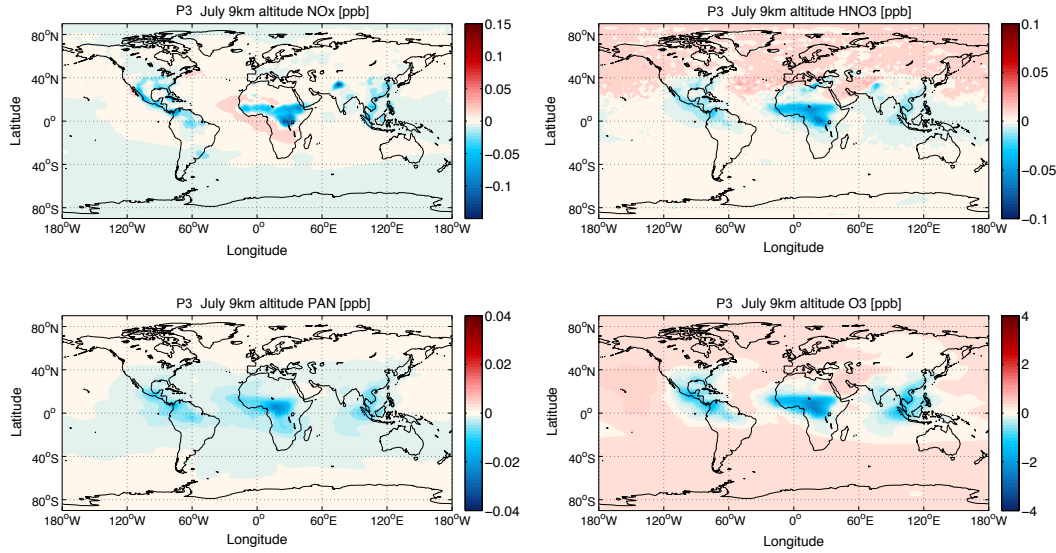 P3 July 9km altitude NOx [ppb]
80°N
40°N
0°
40°S
80°S
Latitude
180°W 120°W 60°W 0° 60°E 120°E 180°W
Longitude
0.15
0.1
0.05
0
−0.05
−0.1
P3 July 9km altitude HNO3 [ppb]
80°N
40°N
0°
40°S
80°S
Latitude
180°W 120°W 60°W 0° 60°E 120°E 180°W
Longitude
0.1
0.05
0
−0.05
−0.1
P3 July 9km altitude PAN [ppb]
80°N
40°N
0°
40°S
80°S
Latitude
180°W 120°W 60°W 0° 60°E 120°E 180°W
Longitude
0.04
0.02
0
−0.02
−0.04
P3 July 9km altitude O3 [ppb]
80°N
40°N
0°
40°S
80°S
Latitude
180°W 120°W 60°W 0° 60°E 120°E 180°W
Longitude
4
2
0
−2
−4